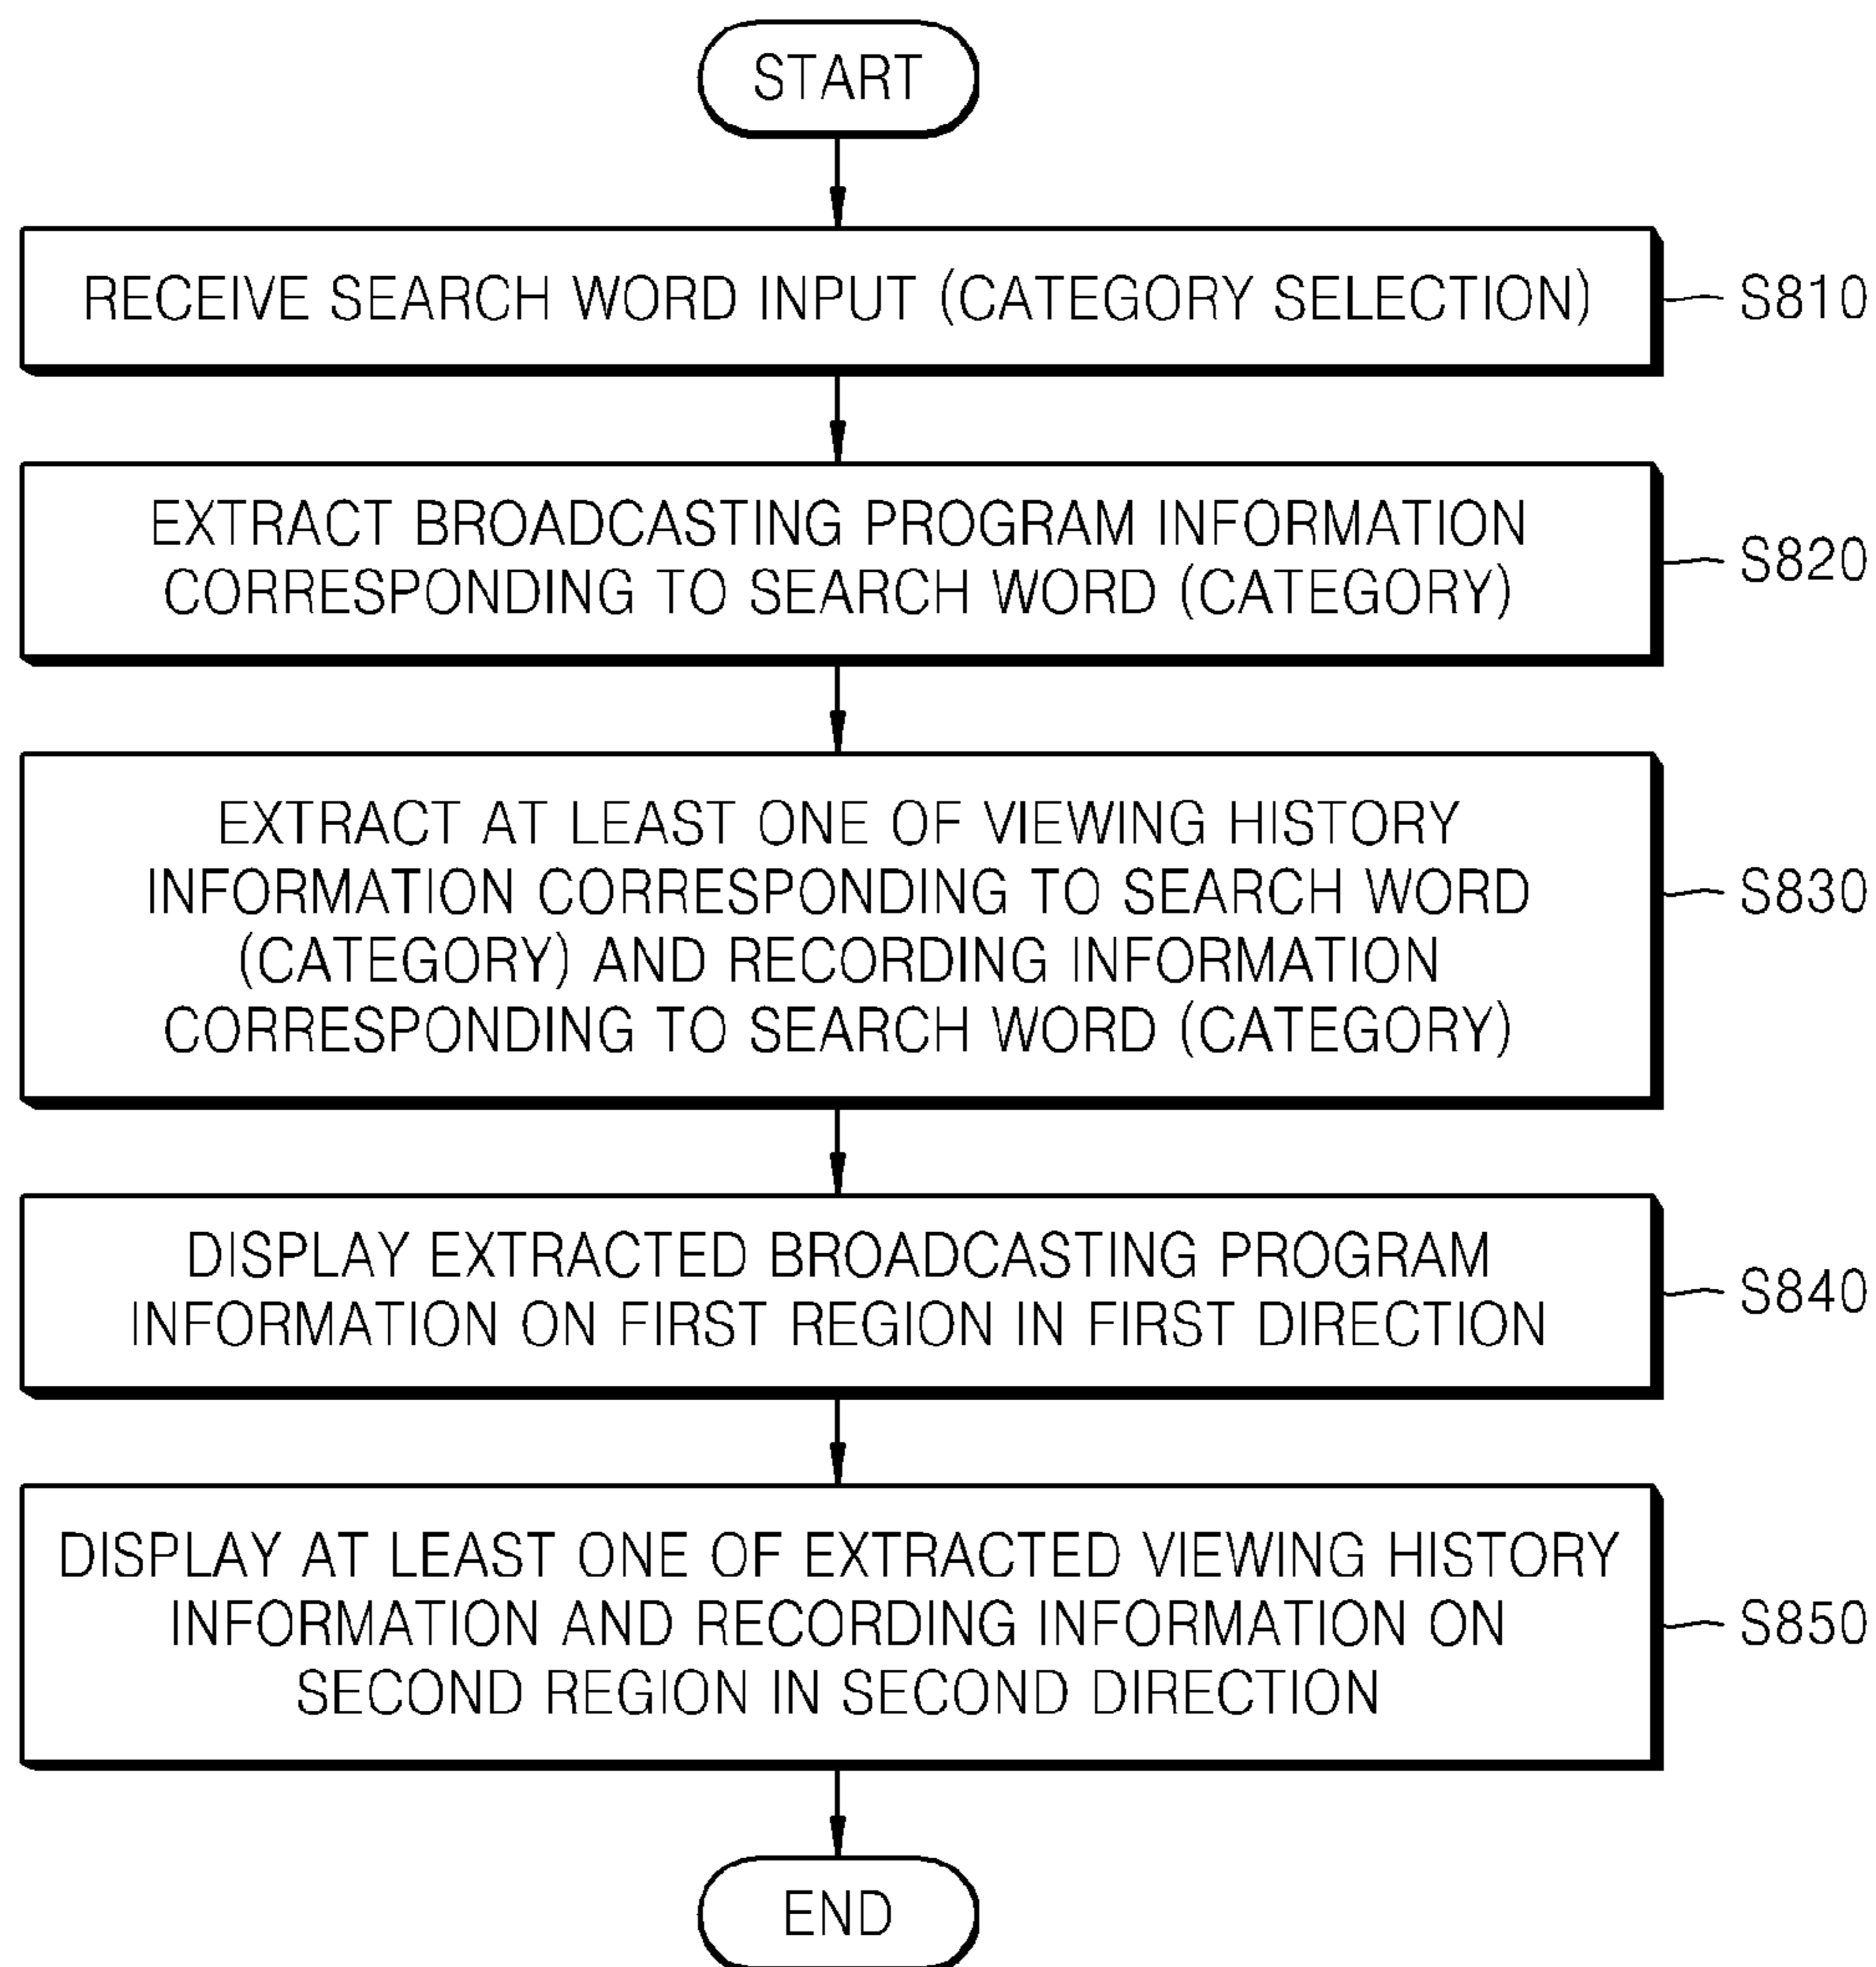 START
RECEIVE SEARCH WORD INPUT (CATEGORY SELECTION)
S810
EXTRACT BROADCASTING PROGRAM INFORMATION
CORRESPONDING TO SEARCH WORD (CATEGORY)
S820
EXTRACT AT LEAST ONE OF VIEWING HISTORY
INFORMATION CORRESPONDING TO SEARCH WORD
(CATEGORY) AND RECORDING INFORMATION
CORRESPONDING TO SEARCH WORD (CATEGORY)
S830
DISPLAY EXTRACTED BROADCASTING PROGRAM
INFORMATION ON FIRST REGION IN FIRST DIRECTION
S840
DISPLAY AT LEAST ONE OF EXTRACTED VIEWING HISTORY
INFORMATION AND RECORDING INFORMATION ON
SECOND REGION IN SECOND DIRECTION
S850
END